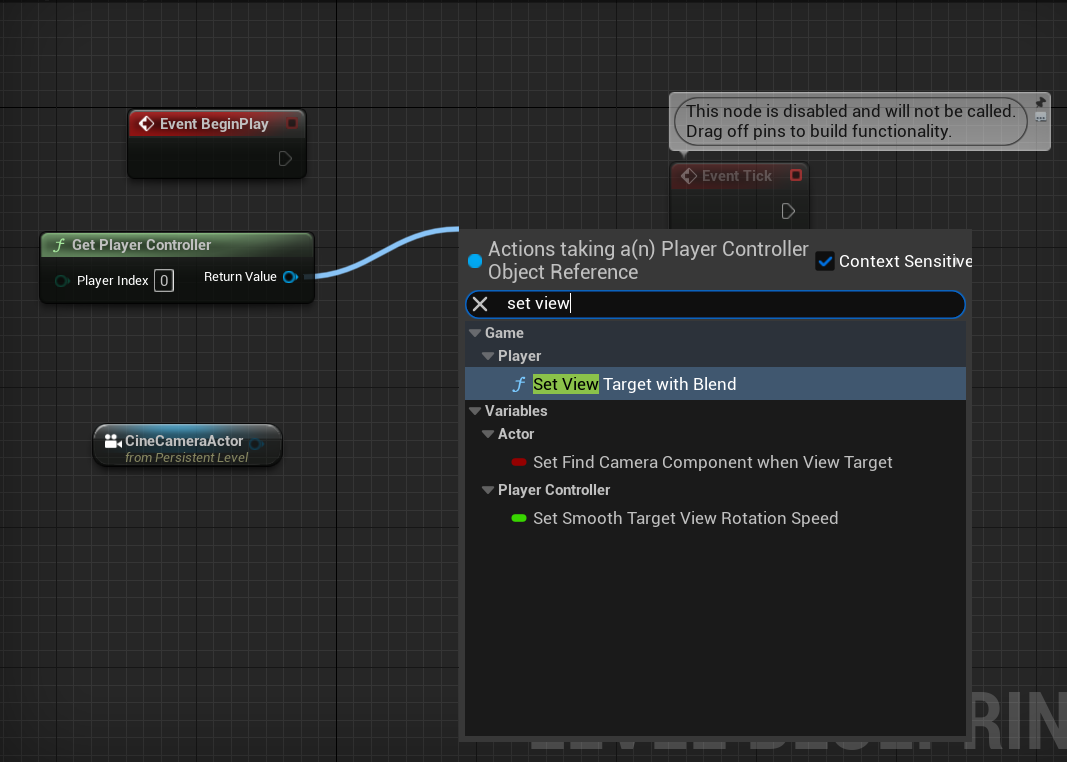 Event BeginPlay
This node is disabled and will not be called.
Drag off pins to build functionality.
Event Tick
Get Player Controller
Player Index 0 Return Value
Actions taking a(n) Player Controller
Object Reference
Context Sensitive
set view
Game
Player
Set View Target with Blend
Variables
Actor
Set Find Camera Component when View Target
Player Controller
Set Smooth Target View Rotation Speed
CineCameraActor
from Persistent Level